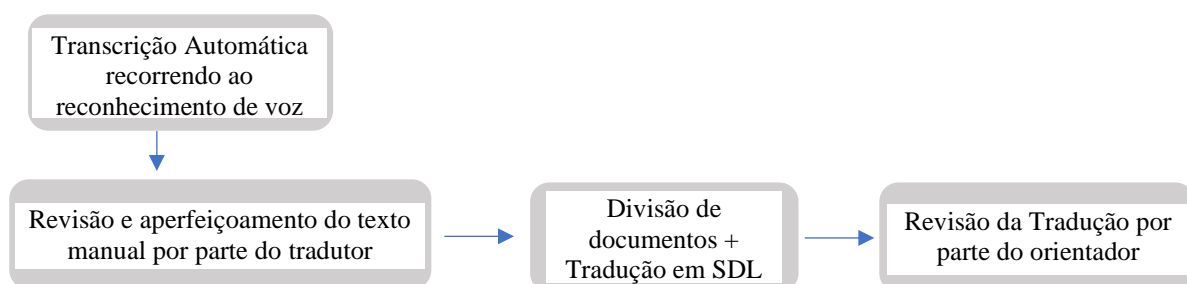 Transcrição Automática
recorrendo ao
reconhecimento de voz
Revisão e aperfeiçoamento do texto
manual por parte do tradutor
Divisão de
documentos +
Tradução em SDL
Revisão da Tradução por
parte do orientador